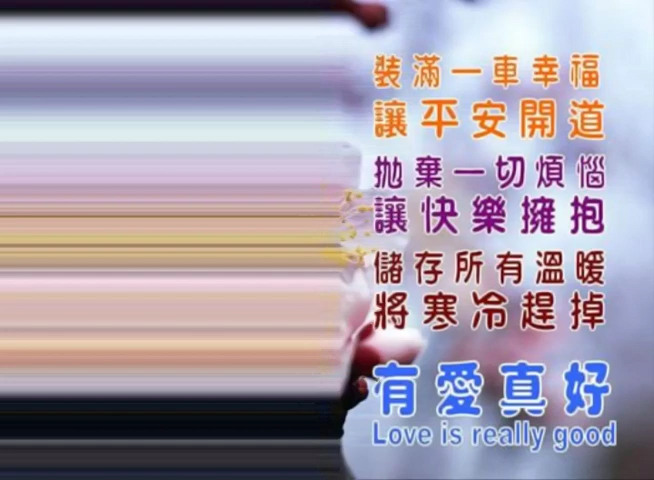 裝滿一車幸福
讓平安開道
拋棄一切煩惱
讓快樂擁抱
儲存所有溫暖
將寒冷趕掉
有愛真好
Love is really good